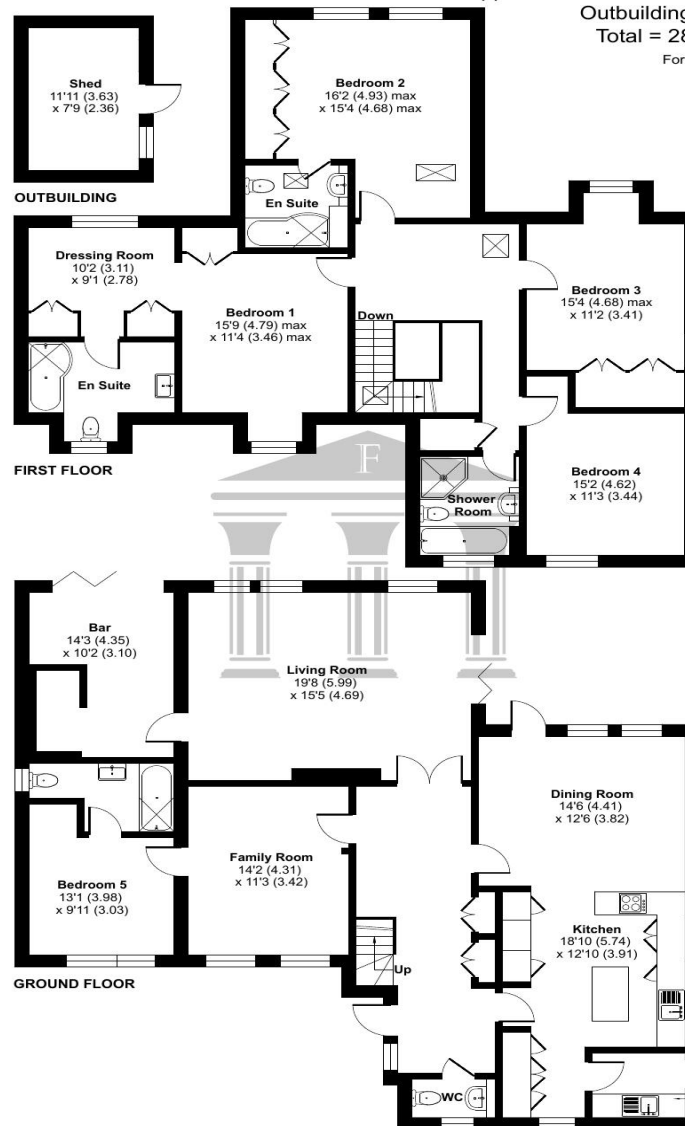 Outbuilding
Total = 28
For
Shed
11'11 (3.63)
x 7'9 (2.36)
OUTBUILDING
Bedroom 2
16'2 (4.93) max
x 15'4 (4.68) max
En Suite
Dressing Room
10'2 (3.11)
x 9'1 (2.78)
Bedroom 1
15'9 (4.79) max
x 11'4 (3.46) max
Down
Bedroom 3
15'4 (4.68) max
x 11'2 (3.41)
En Suite
FIRST FLOOR
F
Shower
Room
Bedroom 4
15'2 (4.62)
x 11'3 (3.44)
Bar
14'3 (4.35)
x 10'2 (3.10)
Living Room
19'8 (5.99)
x 15'5 (4.69)
Dining Room
14'6 (4.41)
x 12'6 (3.82)
Family Room
14'2 (4.31)
x 11'3 (3.42)
Bedroom 5
13'1 (3.98)
x 9'11 (3.03)
Kitchen
18'10 (5.74)
x 12'10 (3.91)
Up
GROUND FLOOR
WC